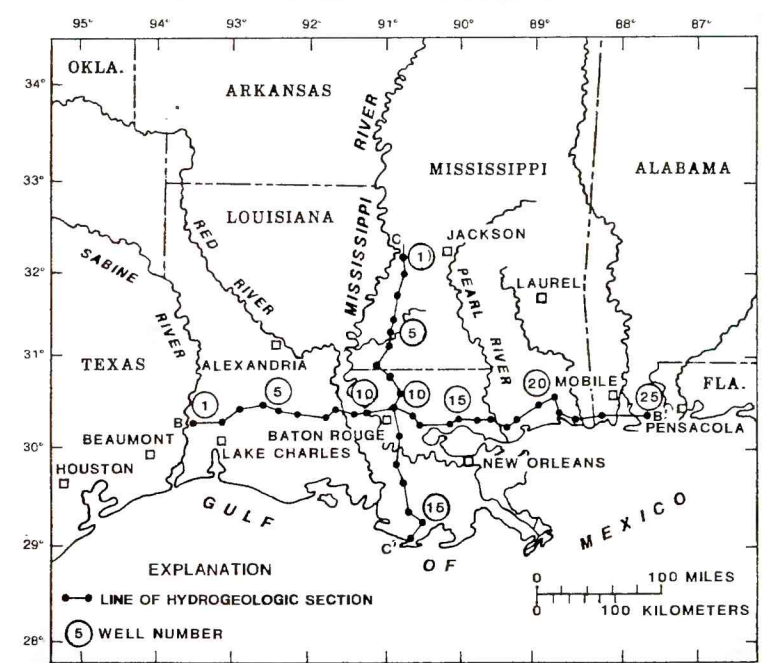 95° 94° 93° 92° 91° 90° 89° 88° 87°
OKLA.
34°
ARKANSAS
RIVER
MISSISSIPPI
ALABAMA
33°
LOUISIANA
MISSISSIPPI
RED
RIVER
C
1
JACKSON
32°
SABINE
RIVER
PEARL
RIVER
LAUREL
5
31°
TEXAS
ALEXANDRIA
FLA.
B
1
5
10
10
15
20
MOBILE
25
B'
PENSACOLA
30°
BEAUMONT
LAKE CHARLES
BATON ROUGE
NEW ORLEANS
HOUSTON
15
C'
GULF
OF
MEXICO
29°
EXPLANATION
LINE OF HYDROGEOLOGIC SECTION
5 WELL NUMBER
0 100 MILES
0 100 KILOMETERS
28°